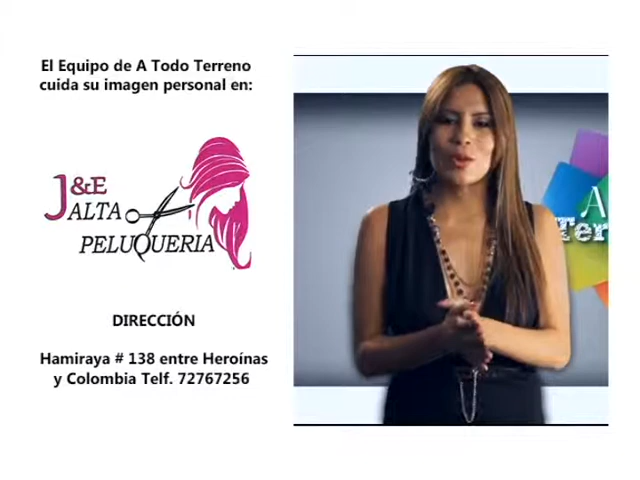 El Equipo de A Todo Terreno
cuida su imagen personal en:
J&E
ALTA
PELUQUERIA
DIRECCIÓN
Hamiraya # 138 entre Heroínas
y Colombia Telf. 72767256
A
Ter